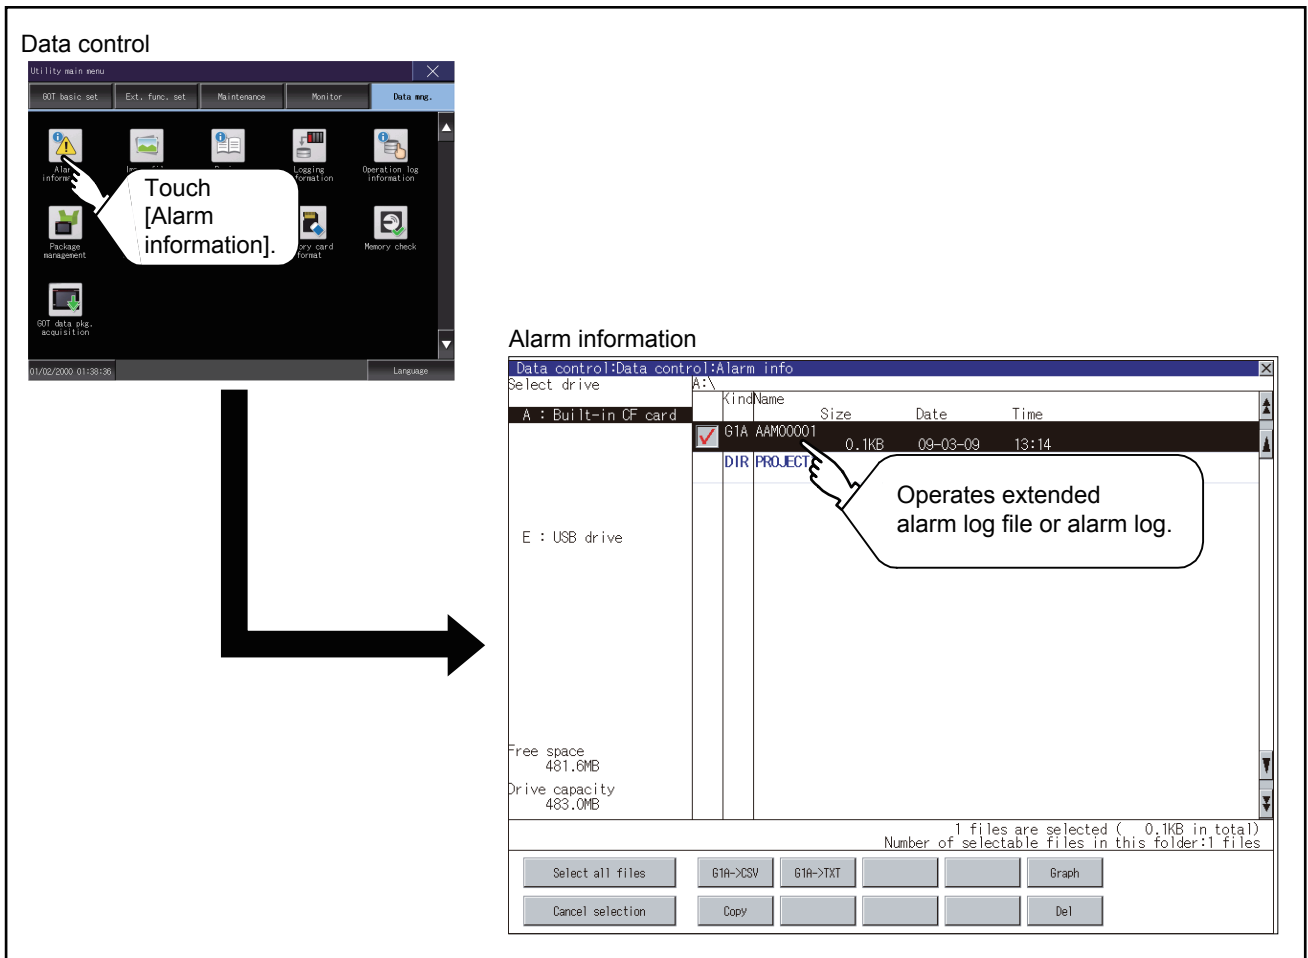 Data control
Utility main menu
GOT basic set
Ext. func. set
Maintenance
Monitor
Data mng.
Logging
Operation log
information
Touch
[Alarm
information].
Package
management
format
Memory check
GOT data pkg.
acquisition
01/02/2000 01:38:36
Language
Alarm information
Data control:Data control:Alarm info
Select drive
A:\
Kind Name
Size Date Time
A : Built-in CF card
G1A AAM00001
0.1KB 09-03-09 13:14
DIR PROJECT
Operates extended
alarm log file or alarm log.
E : USB drive
Free space
481.6MB
Drive capacity
483.0MB
1 files are selected ( 0.1KB in total)
Number of selectable files in this folder:1 files
Select all files
G1A->CSV
G1A->TXT
Graph
Cancel selection
Copy
Del